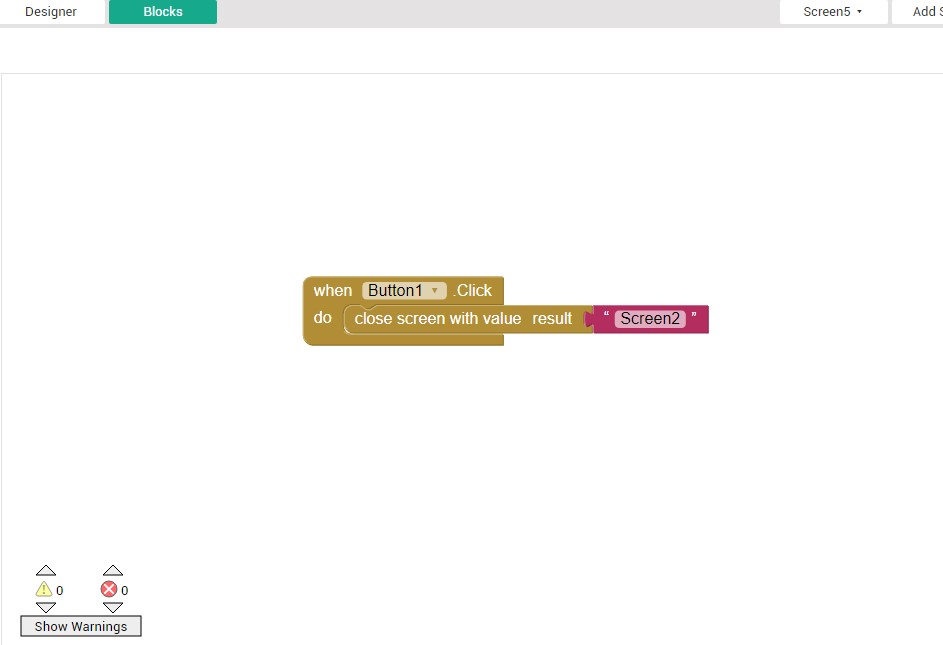 Designer Blocks Screen5 Add S
when Button1 .Click
do close screen with value result “ Screen2 ”
0 0
Show Warnings